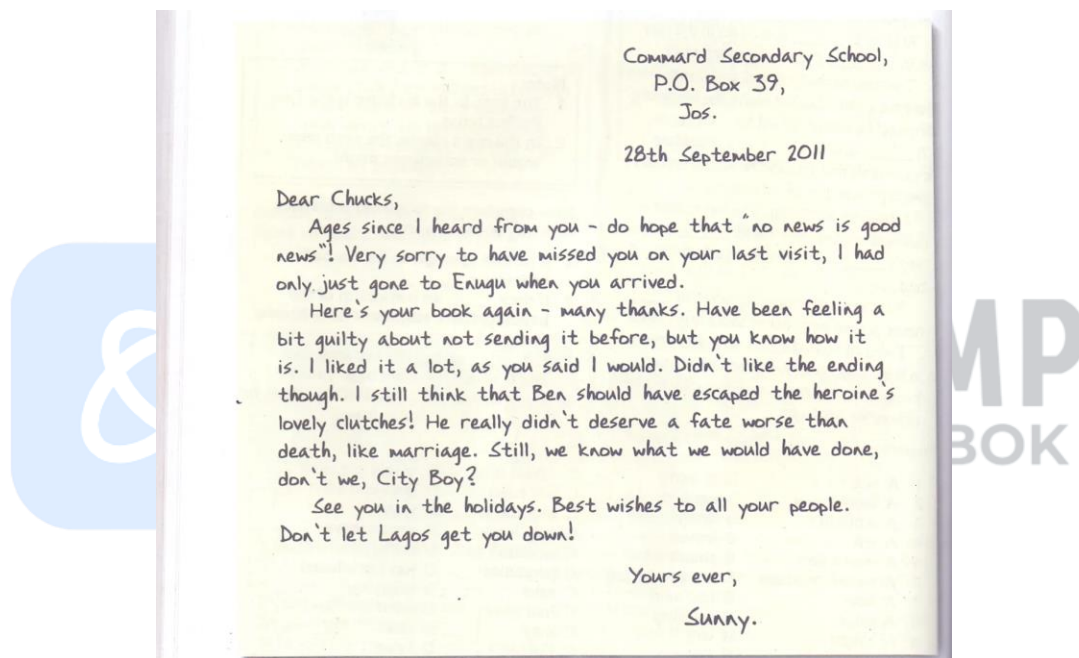 Commard Secondary School,
P.O. Box 39,
Jos.
28th September 2011
Dear Chucks,
Ages since I heard from you - do hope that "no news is good
news"! Very sorry to have missed you on your last visit, I had
only just gone to Enugu when you arrived.
Here's your book again - many thanks. Have been feeling a
bit guilty about not sending it before, but you know how it
is. I liked it a lot, as you said I would. Didn't like the ending
though. I still think that Ben should have escaped the heroine's
lovely clutches! He really didn't deserve a fate worse than
death, like marriage. Still, we know what we would have done,
don't we, City Boy?
See you in the holidays. Best wishes to all your people.
Don't let Lagos get you down!
Yours ever,
Sunny.
MP
BOK